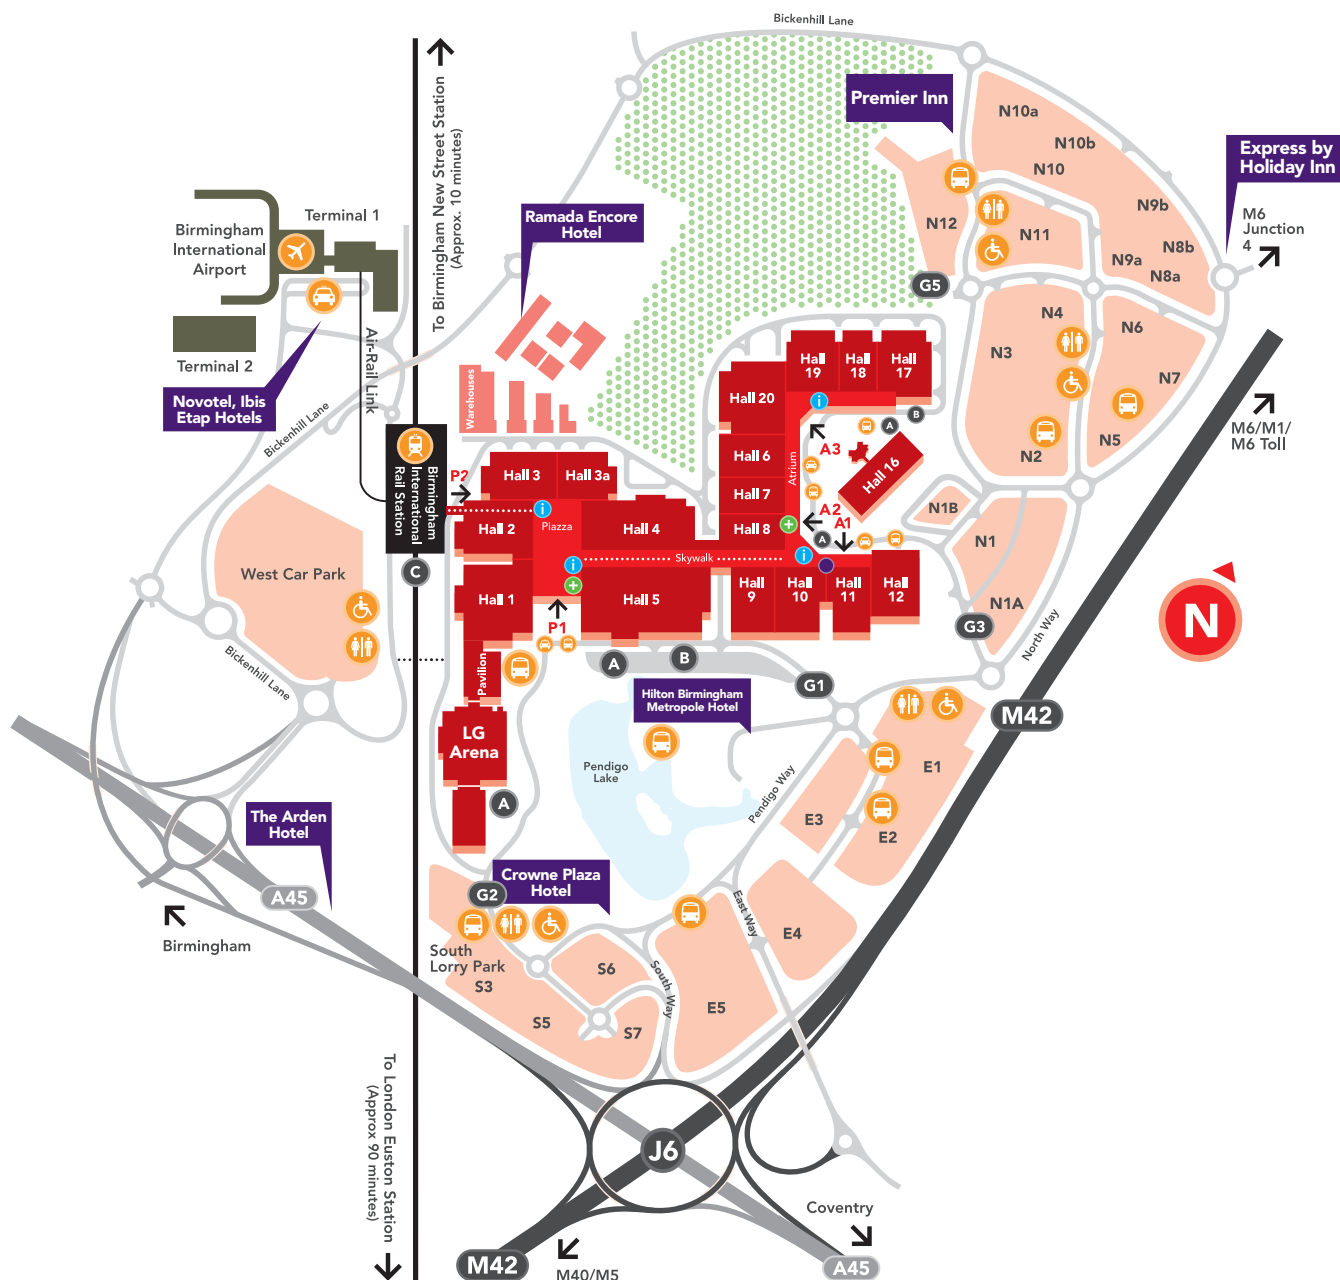 Bickenhill Lane
To Birmingham New Street Station
(Approx. 10 minutes)
Premier Inn
N10a
N10b
N10
Express by
Holiday Inn
M6
Junction
4
N9b
N8b
N9a
N8a
N12
N11
G5
Terminal 1
Birmingham
International
Airport
Terminal 2
Air-Rail Link
Novotel, Ibis
Etap Hotels
Bickenhill Lane
Ramada Encore
Hotel
Warehouses
N4
N3
N6
N7
N5
N2
M6/M1/
M6 Toll
Hall
19
Hall
18
Hall
17
Hall 20
i
B
A
A3
Atrium
Hall 6
Hall 7
Hall 8
Hall 16
A2
A1
A
N1B
N1
N1A
G3
North Way
N
Birmingham
International
Rail Station
P2
Hall 3
Hall 3a
i
Piazza
Hall 2
Hall 4
Skywalk
i
i
C
Hall 1
Hall 5
Hall
9
Hall
10
Hall
11
Hall
12
P1
A
B
G1
West Car Park
Bickenhill Lane
Pavilion
LG
Arena
A
Hilton Birmingham
Metropole Hotel
Pendigo
Lake
Pendigo Way
M42
E1
E2
E3
E4
East Way
The Arden
Hotel
A45
Birmingham
Crowne Plaza
Hotel
G2
South
Lorry Park
S3
S5
S6
S7
South Way
E5
To London Euston Station
(Approx 90 minutes)
J6
Coventry
M42
M40/M5
A45